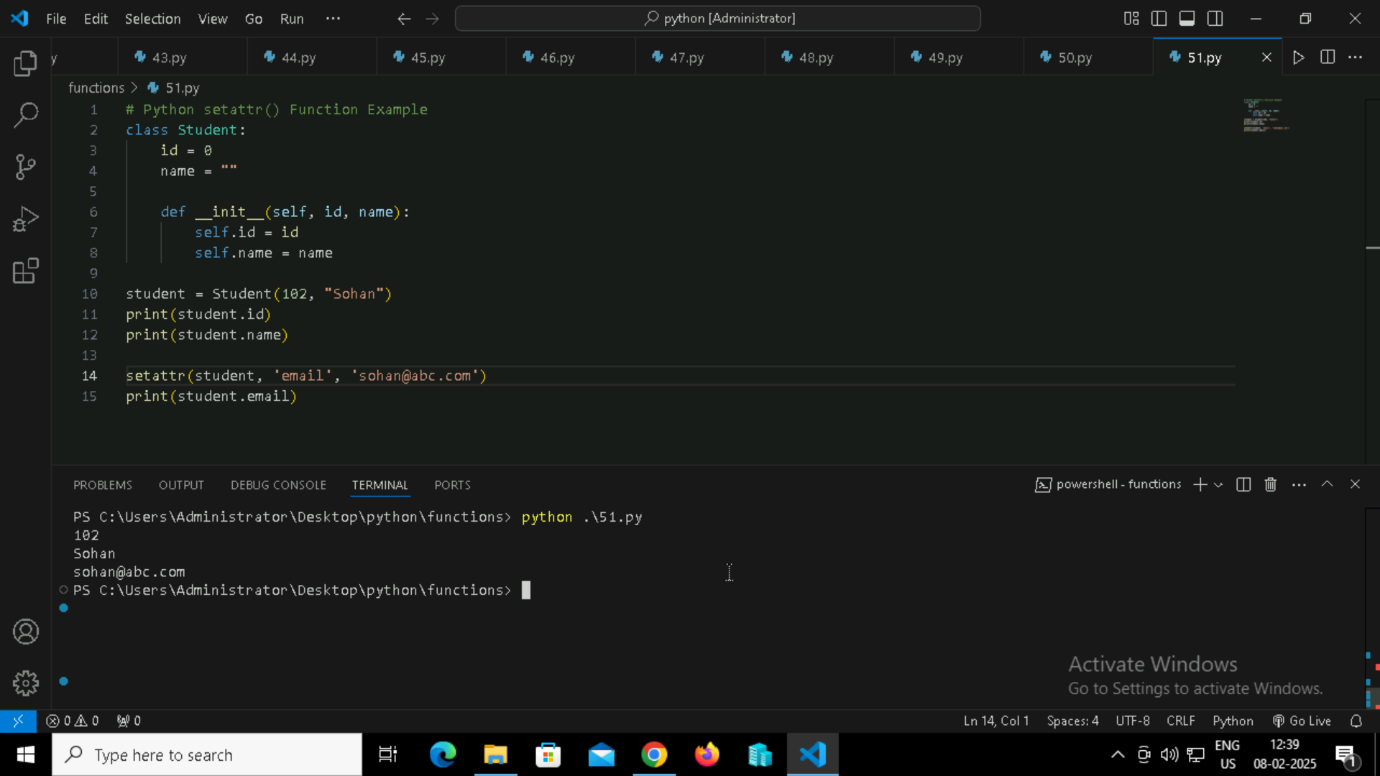 File Edit Selection View Go Run ··· python [Administrator]
y 43.py 44.py 45.py 46.py 47.py 48.py 49.py 50.py 51.py
functions > 51.py
1 # Python setattr() Function Example
2 class Student:
3 id = 0
4 name = ""
5
6 def __init__(self, id, name):
7 self.id = id
8 self.name = name
9
10 student = Student(102, "Sohan")
11 print(student.id)
12 print(student.name)
13
14 setattr(student, 'email', 'sohan@abc.com')
15 print(student.email)
PROBLEMS OUTPUT DEBUG CONSOLE TERMINAL PORTS powershell - functions
PS C:\Users\Administrator\Desktop\python\functions> python .\51.py
102
Sohan
sohan@abc.com
PS C:\Users\Administrator\Desktop\python\functions>
Activate Windows
Go to Settings to activate Windows.
0 0 0 Ln 14, Col 1 Spaces: 4 UTF-8 CRLF Python Go Live
Type here to search ENG 12:39
US 08-02-2025 1